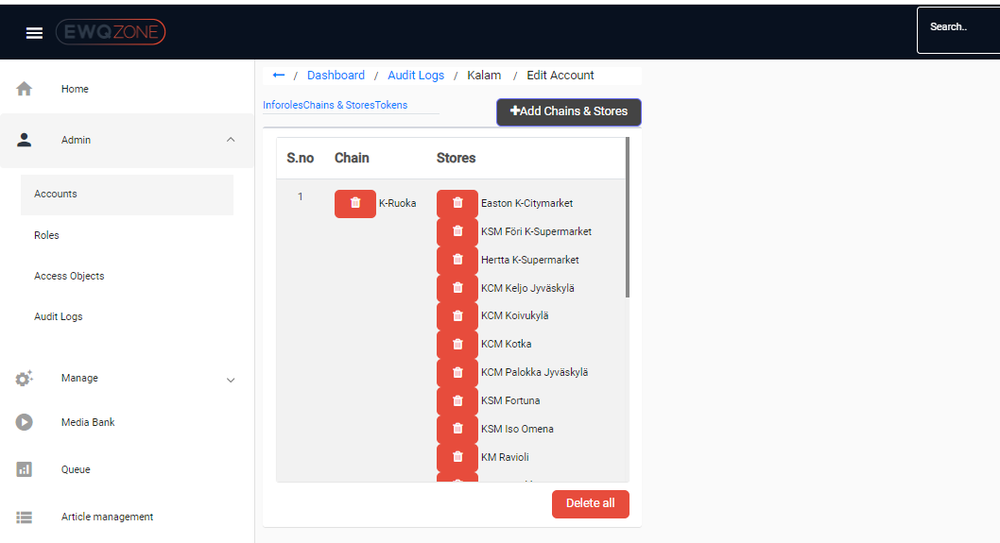 EWQZONE
Search..
← / Dashboard / Audit Logs / Kalam / Edit Account
InforolesChains & StoresTokens
+Add Chains & Stores
Home
Admin
Accounts
Roles
Access Objects
Audit Logs
Manage
Media Bank
Queue
Article management
S.no Chain Stores
1 K-Ruoka Easton K-Citymarket
KSM Föri K-Supermarket
Hertta K-Supermarket
KCM Keljo Jyväskylä
KCM Koivukylä
KCM Kotka
KCM Palokka Jyväskylä
KSM Fortuna
KSM Iso Omena
KM Ravioli
Delete all